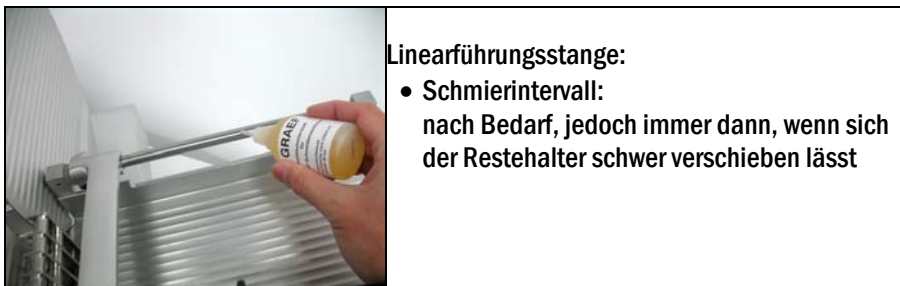 GRAEF
Linearführungsstange:
• Schmierintervall:
nach Bedarf, jedoch immer dann, wenn sich
der Restehalter schwer verschieben lässt